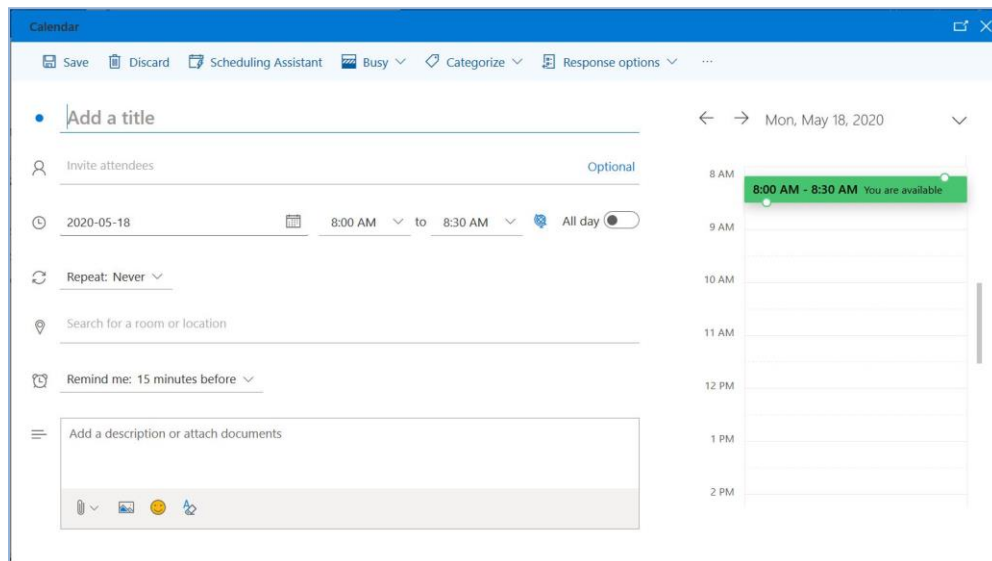 Calendar
Save Discard Scheduling Assistant Busy Categorize Response options ...
Add a title
Invite attendees Optional
2020-05-18 8:00 AM to 8:30 AM All day
Repeat: Never
Search for a room or location
Remind me: 15 minutes before
Add a description or attach documents
Mon, May 18, 2020
8 AM
8:00 AM - 8:30 AM You are available
9 AM
10 AM
11 AM
12 PM
1 PM
2 PM